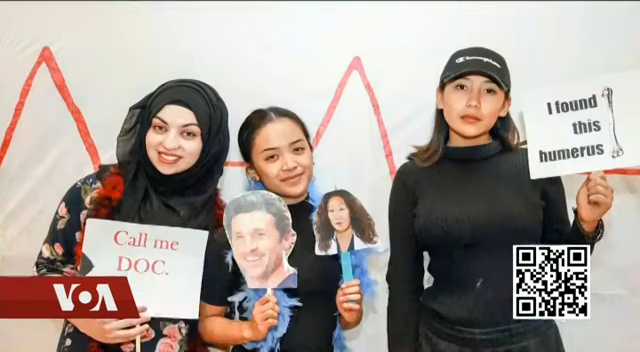 Champion
I found
this
humerus
Call me
DOC.
VOA